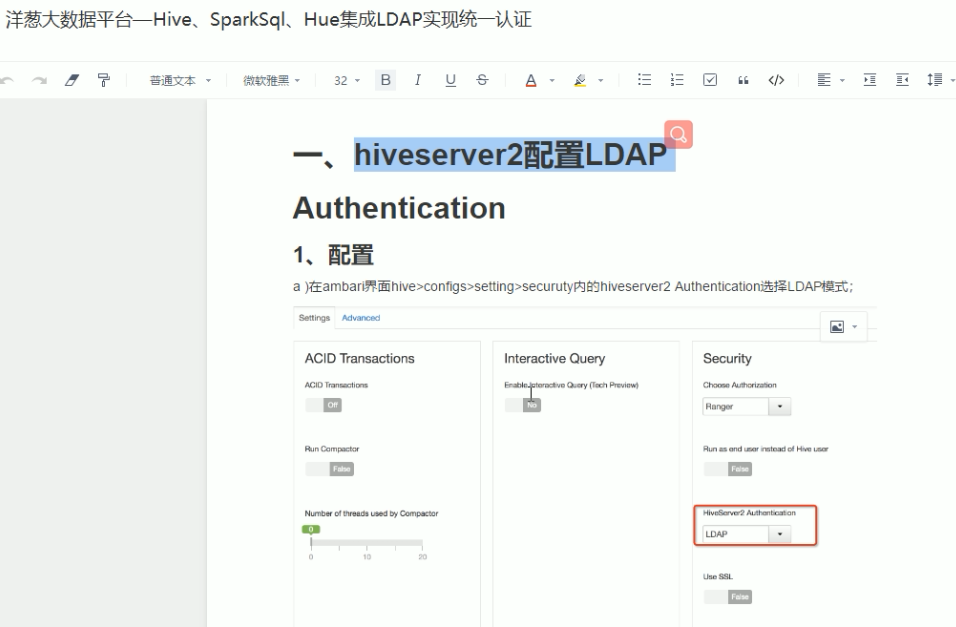 洋葱大数据平台—Hive、SparkSql、Hue集成LDAP实现统一认证
普通文本 微软雅黑 32 B I U S A
一、hiveserver2配置LDAP
Authentication
1、配置
a )在ambari界面hive>configs>setting>securuty内的hiveserver2 Authentication选择LDAP模式；
Settings Advanced
ACID Transactions
ACID Transactions
Off
Run Compactor
False
Number of threads used by Compactor
0
0 10 20
Interactive Query
Enable Interactive Query (Tech Preview)
No
Security
Choose Authorization
Ranger
Run as end user instead of Hive user
False
HiveServer2 Authentication
LDAP
Use SSL
False